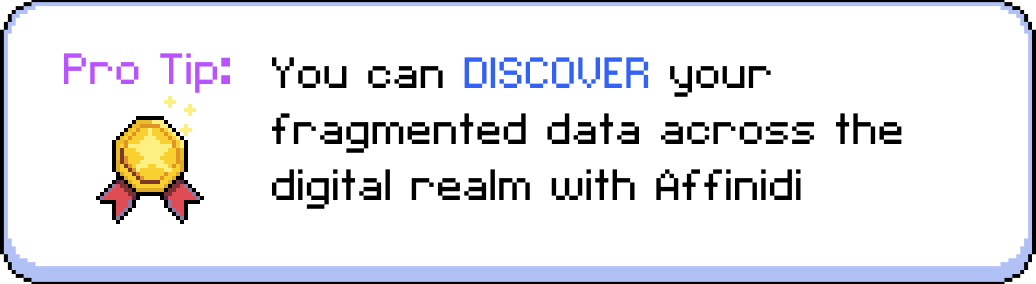 Pro Tip:
You can DISCOVER your
fragmented data across the
digital realm with Affinidi